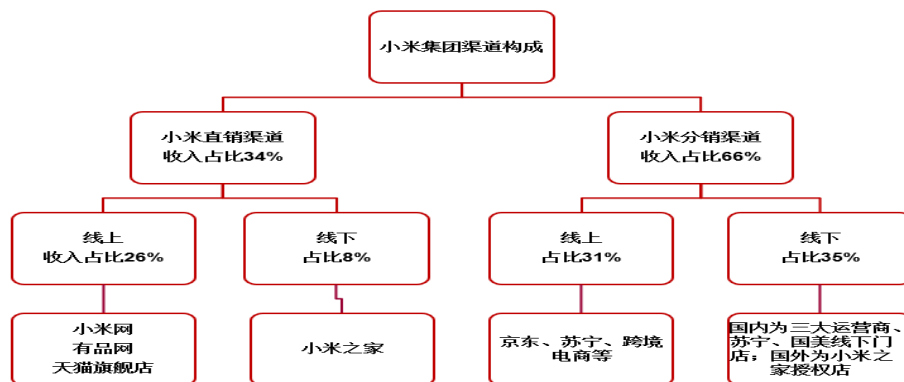 小米集团渠道构成
小米直销渠道
收入占比34%
小米分销渠道
收入占比66%
线上
收入占比26%
线下
占比8%
线上
占比31%
线下
占比35%
小米网
有品网
天猫旗舰店
小米之家
京东、苏宁、跨境
电商等
国内为三大运营商、
苏宁、国美线下门
店；国外为小米之
家授权店